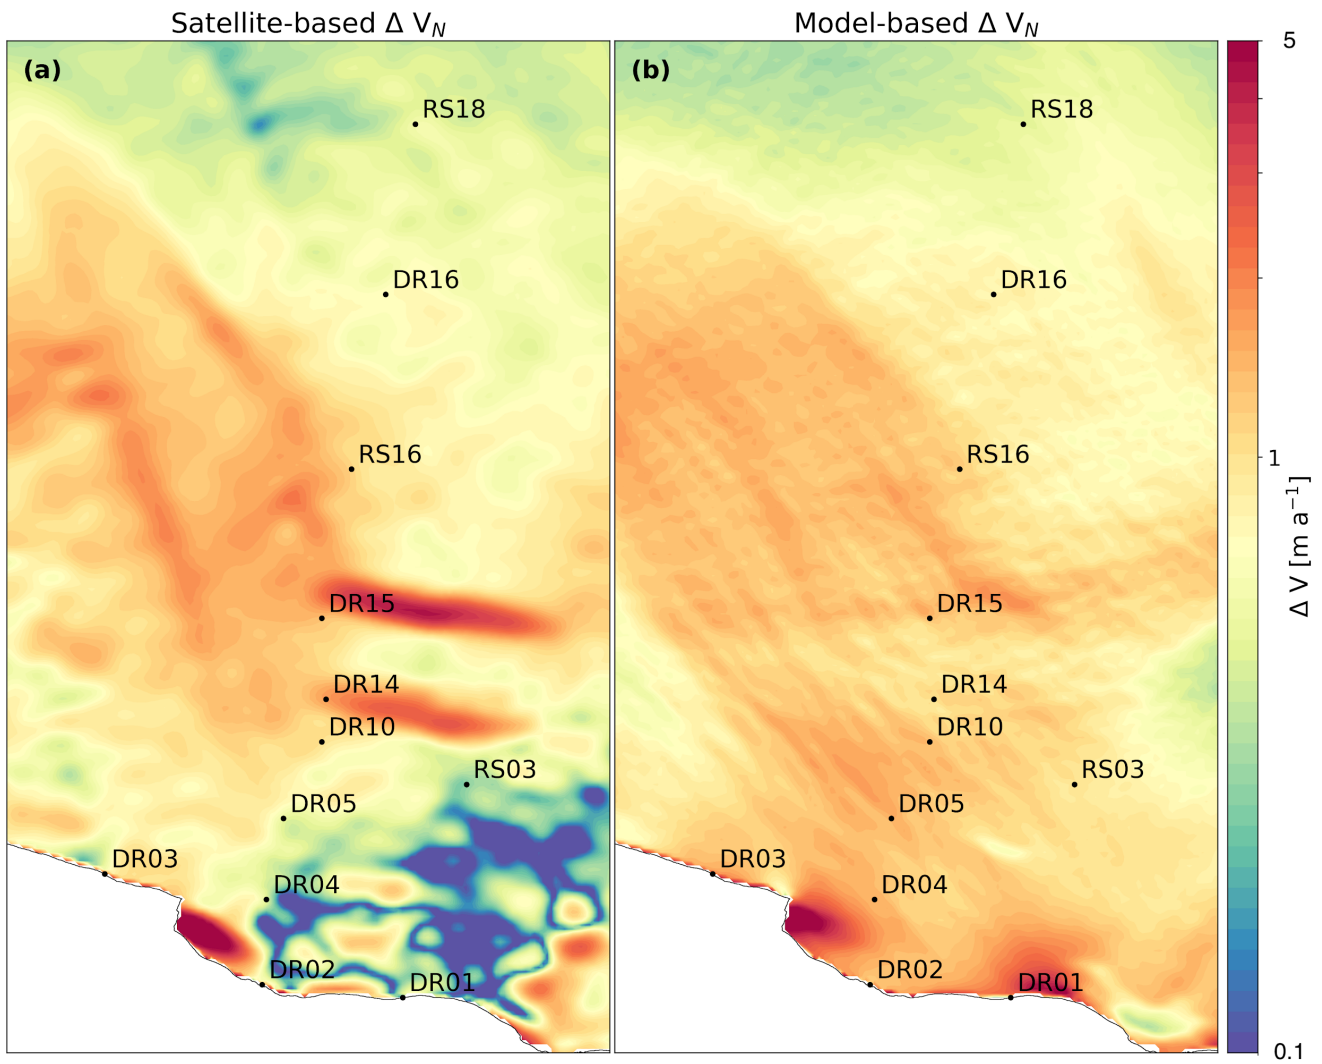 Satellite-based Δ V_N
Model-based Δ V_N
(a)
(b)
5
RS18
RS18
DR16
DR16
RS16
RS16
1
Δ V [m a⁻¹]
DR15
DR15
DR14
DR14
DR10
DR10
RS03
RS03
DR05
DR05
DR03
DR03
DR04
DR04
DR02
DR02
DR01
DR01
0.1